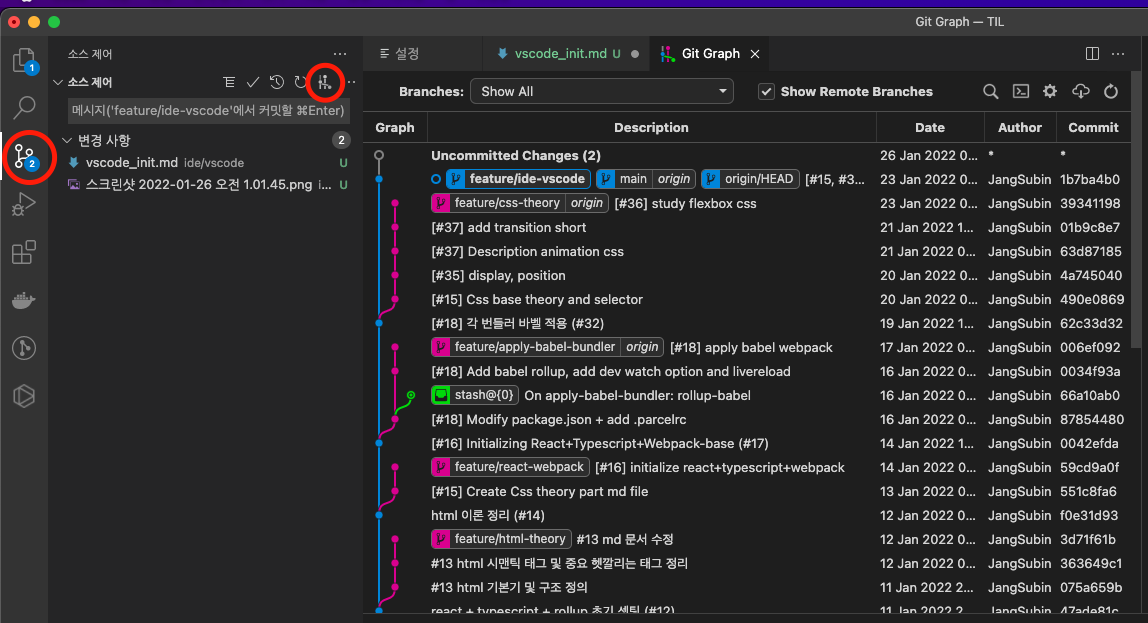 Git Graph — TIL
소스 제어
설정
vscode_init.md U
Git Graph
1
소스 제어
Branches: Show All
Show Remote Branches
메시지('feature/ide-vscode'에서 커밋할 ⌘Enter)
Graph Description Date Author Commit
변경 사항 2
Uncommitted Changes (2) 26 Jan 2022 0... * *
2
vscode_init.md ide/vscode U
feature/ide-vscode main origin origin/HEAD [#15, #3... 23 Jan 2022 0... JangSubin 1b7ba4b0
스크린샷 2022-01-26 오전 1.01.45.png i... U
feature/css-theory origin [#36] study flexbox css 23 Jan 2022 0... JangSubin 39341198
[#37] add transition short 21 Jan 2022 1... JangSubin 01b9c8e7
[#37] Description animation css 21 Jan 2022 0... JangSubin 63d87185
[#35] display, position 20 Jan 2022 0... JangSubin 4a745040
[#15] Css base theory and selector 20 Jan 2022 0... JangSubin 490e0869
[#18] 각 번들러 바벨 적용 (#32) 19 Jan 2022 1... JangSubin 62c33d32
feature/apply-babel-bundler origin [#18] apply babel webpack 17 Jan 2022 0... JangSubin 006ef092
[#18] Add babel rollup, add dev watch option and livereload 16 Jan 2022 0... JangSubin 0034f93a
stash@{0} On apply-babel-bundler: rollup-babel 16 Jan 2022 0... JangSubin 66a10ab0
[#18] Modify package.json + add .parcelrc 16 Jan 2022 0... JangSubin 87854480
[#16] Initializing React+Typescript+Webpack-base (#17) 14 Jan 2022 1... JangSubin 0042efda
feature/react-webpack [#16] initialize react+typescript+webpack 14 Jan 2022 0... JangSubin 59cd9a0f
[#15] Create Css theory part md file 13 Jan 2022 0... JangSubin 551c8fa6
html 이론 정리 (#14) 12 Jan 2022 0... JangSubin f0e31d93
feature/html-theory #13 md 문서 수정 12 Jan 2022 0... JangSubin 3d71f61b
#13 html 시맨틱 태그 및 중요 헷깔리는 태그 정리 12 Jan 2022 0... JangSubin 363649c1
#13 html 기본기 및 구조 정의 11 Jan 2022 2... JangSubin 075a659b
react + typescript + rollup 초기 셋팅 (#12) 11 Jan 2022 2... JangSubin 47ade81c